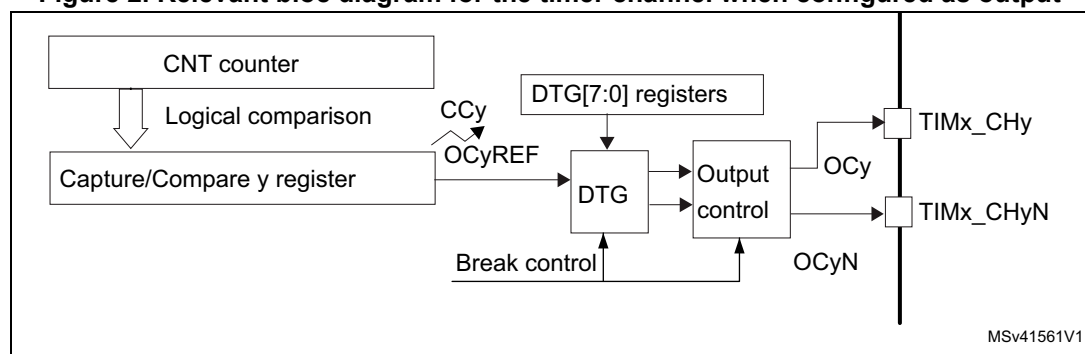 Figure 2. Relevant bloc diagram for the timer channel when configured as output
CNT counter
Logical comparison
Capture/Compare y register
CCy
OCyREF
DTG[7:0] registers
DTG
Output
control
Break control
OCy
OCyN
TIMx_CHy
TIMx_CHyN
MSv41561V1